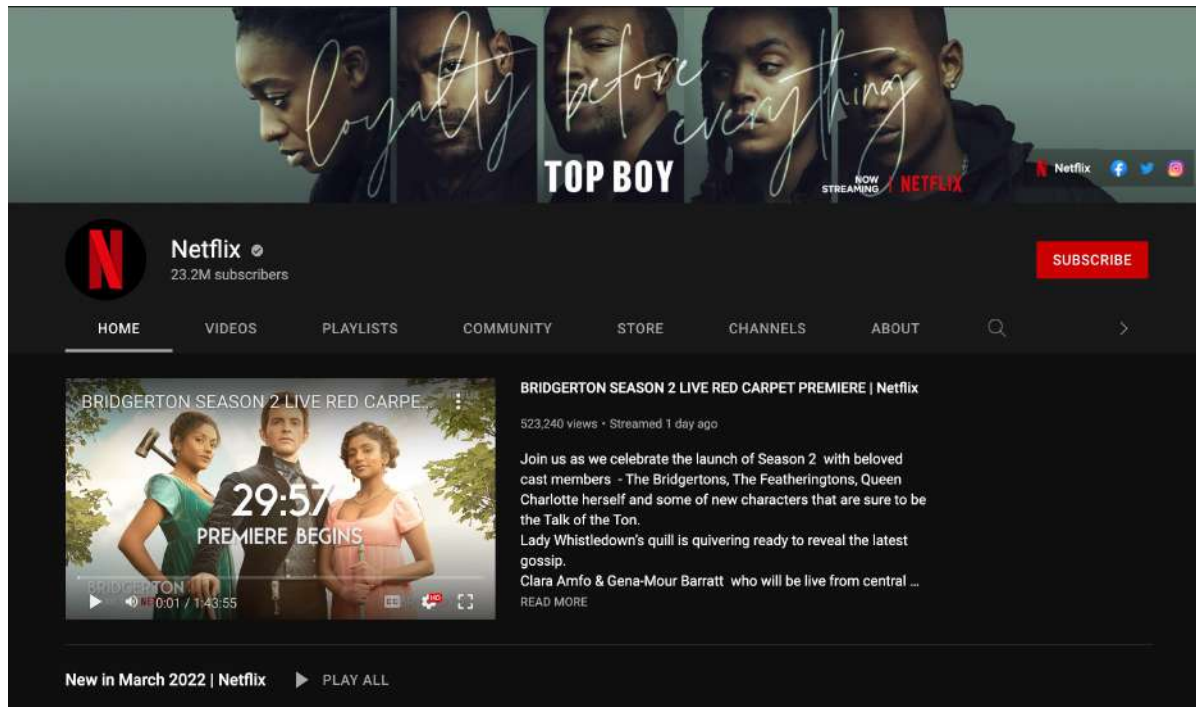 loyalty before everything
TOP BOY
NOW STREAMING | NETFLIX
Netflix
Netflix
23.2M subscribers
SUBSCRIBE
HOME VIDEOS PLAYLISTS COMMUNITY STORE CHANNELS ABOUT
BRIDGERTON SEASON 2 LIVE RED CARPE...
29:57
PREMIERE BEGINS
BRIDGERTON
0:01 / 1:43:55
CC HD
BRIDGERTON SEASON 2 LIVE RED CARPET PREMIERE | Netflix
523,240 views • Streamed 1 day ago
Join us as we celebrate the launch of Season 2 with beloved
cast members - The Bridgertons, The Featheringtons, Queen
Charlotte herself and some of new characters that are sure to be
the Talk of the Ton.
Lady Whistledown's quill is quivering ready to reveal the latest
gossip.
Clara Amfo & Gena-Mour Barratt who will be live from central ...
READ MORE
New in March 2022 | Netflix
PLAY ALL